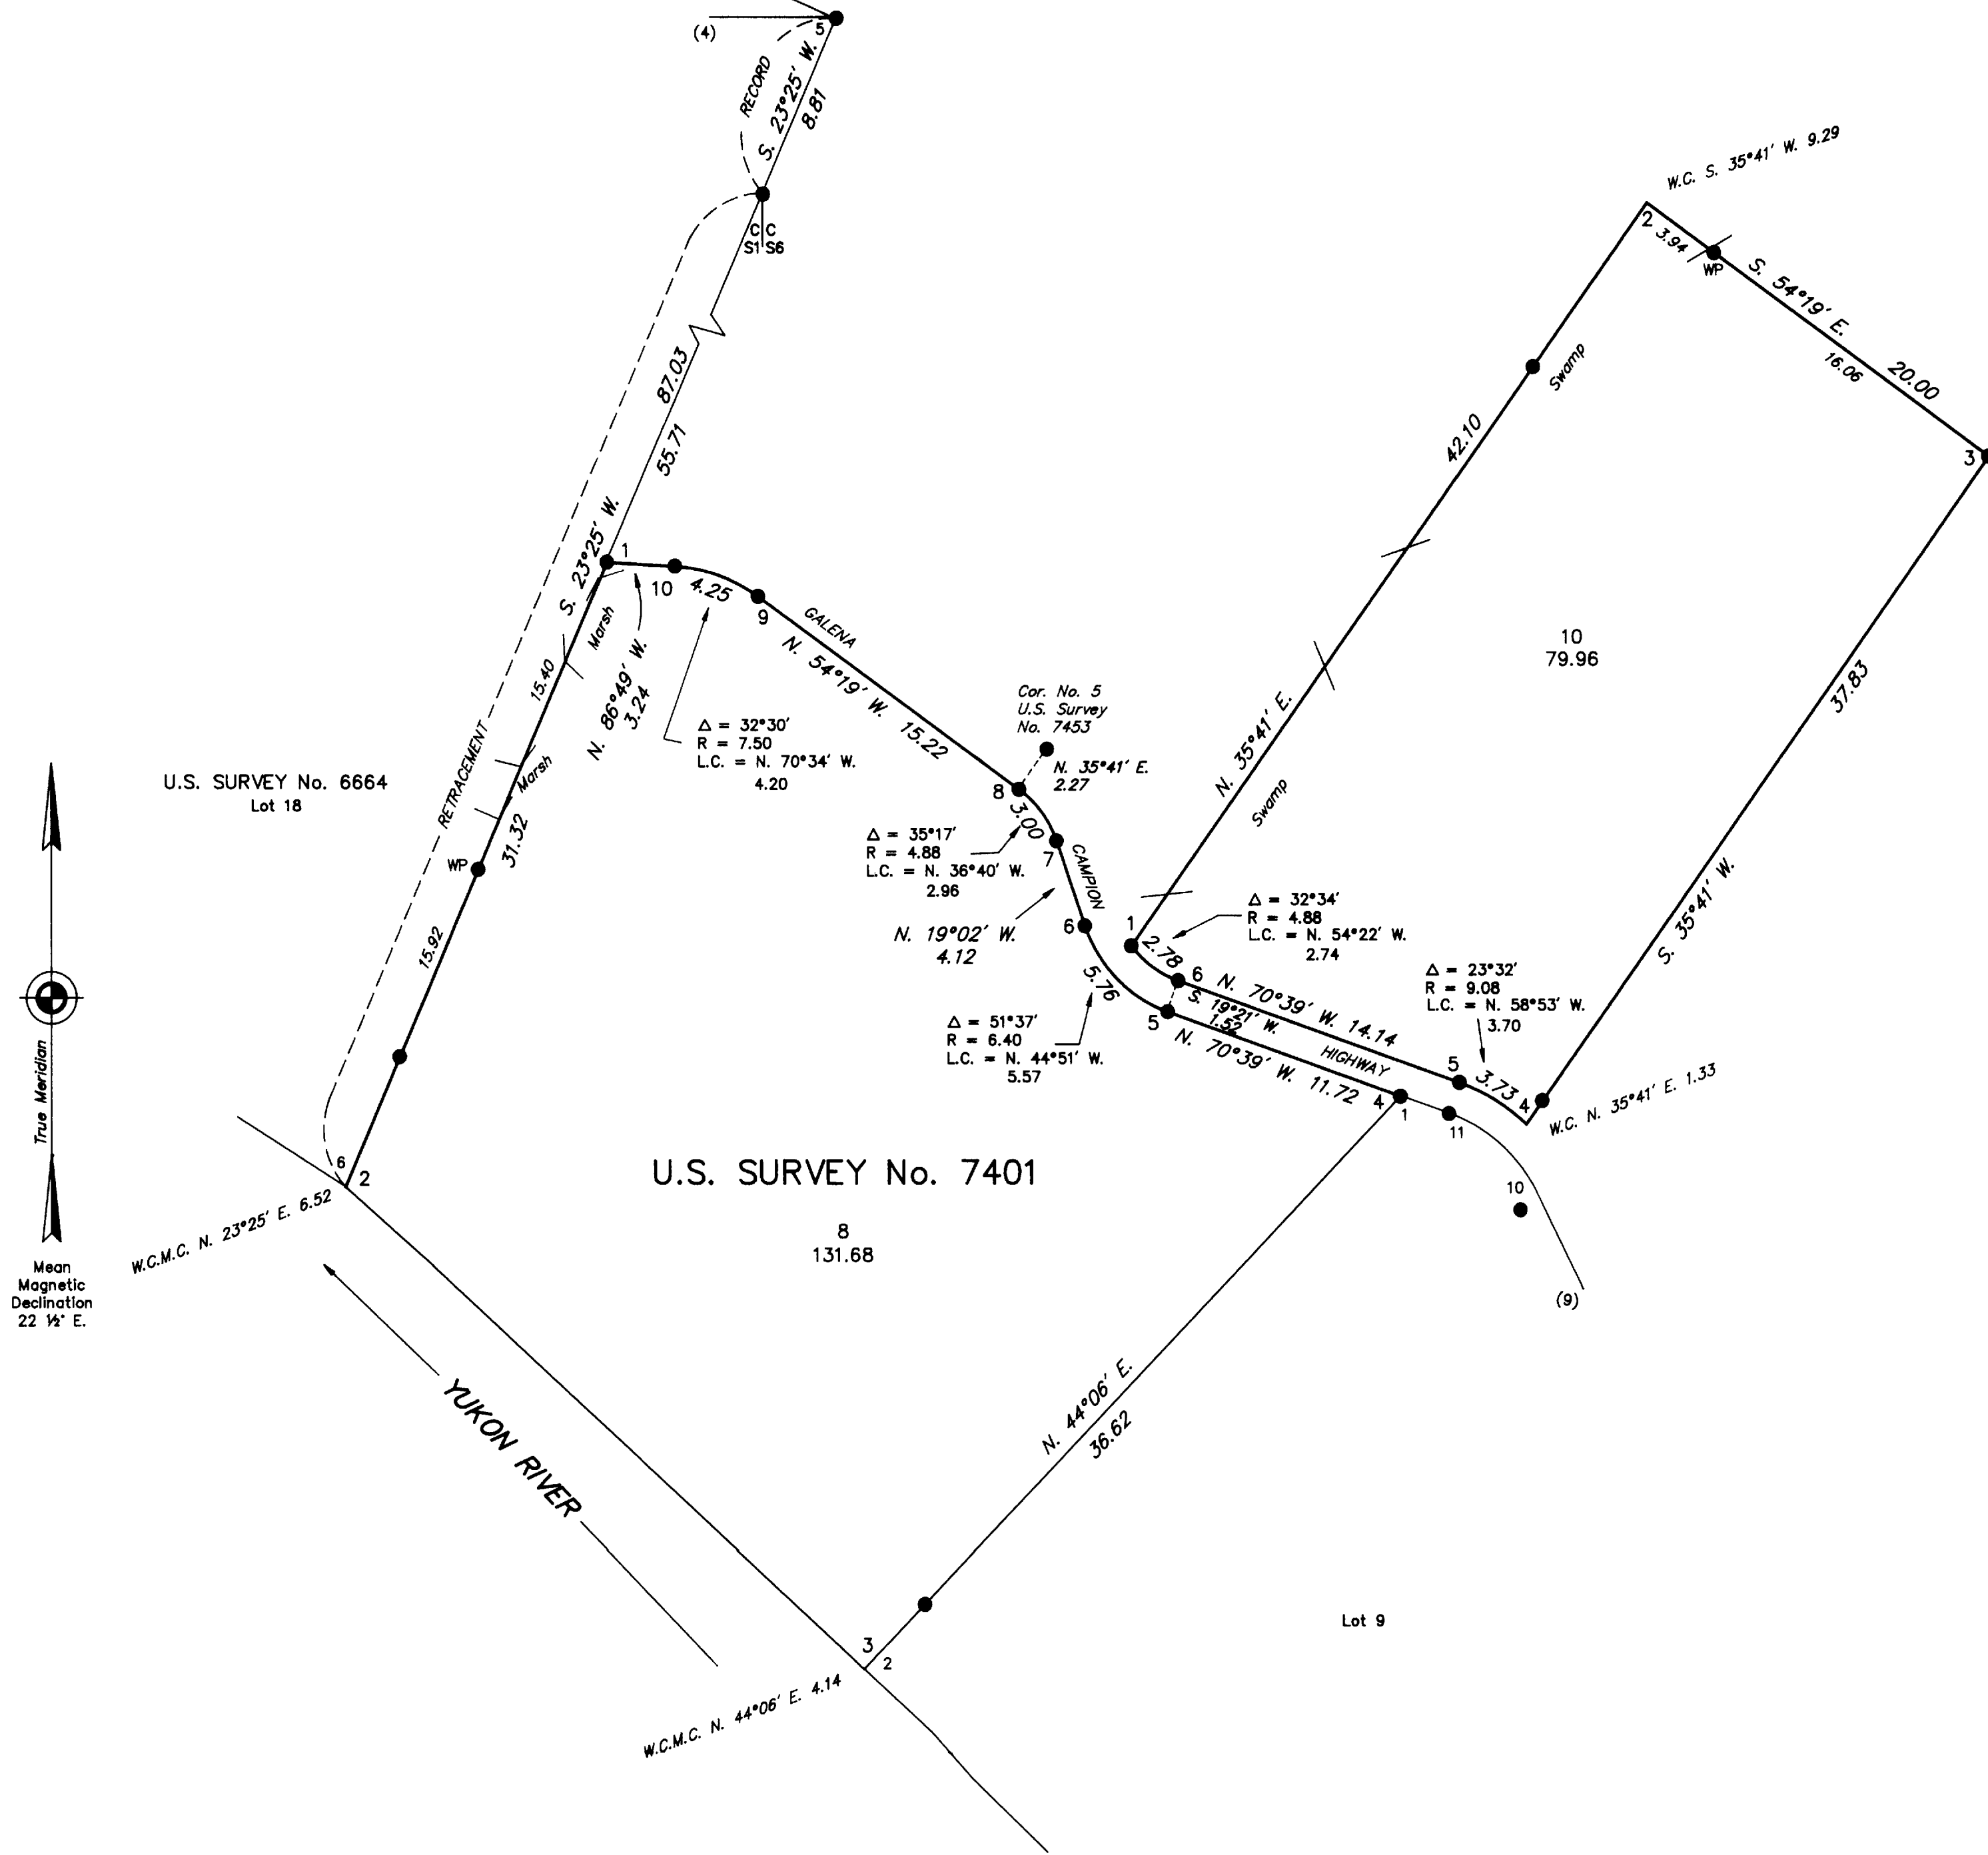 (4)
5
RECORD
S. 23°25' W.
8.81
C C
S1 S6
W.C. S. 35°41' W. 9.29
2
3.94
WP
S. 54°19' E.
16.06
20.00
3
Swamp
42.10
87.03
55.71
S. 23°25' W.
1
10
4.25
9
GALENA
N. 54°19' W. 15.22
Marsh
15.40
N. 86°49' W.
3.24
Δ = 32°30'
R = 7.50
L.C. = N. 70°34' W.
4.20
Cor. No. 5
U.S. Survey
No. 7453
N. 35°41' E.
2.27
8
3.00
7
10
79.96
37.83
N. 35°41' E.
Swamp
RETRACEMENT
Marsh
31.32
WP
U.S. SURVEY No. 6664
Lot 18
Δ = 35°17'
R = 4.88
L.C. = N. 36°40' W.
2.96
CAMPION
N. 19°02' W.
4.12
6
5.76
Δ = 51°37'
R = 6.40
L.C. = N. 44°51' W.
5.57
1
2.78
6
Δ = 32°34'
R = 4.88
L.C. = N. 54°22' W.
2.74
S. 35°41' W.
N. 70°39' W. 14.14
S. 19°21' W.
1.52
5
N. 70°39' W. 11.72
HIGHWAY
Δ = 23°32'
R = 9.08
L.C. = N. 58°53' W.
3.70
5
3.73
4
W.C. N. 35°41' E. 1.33
4
1
11
10
(9)
15.92
True Meridian
Mean
Magnetic
Declination
22 ½° E.
6
2
W.C.M.C. N. 23°25' E. 6.52
U.S. SURVEY No. 7401
8
131.68
YUKON RIVER
N. 44°06' E.
36.62
Lot 9
3
2
W.C.M.C. N. 44°06' E. 4.14